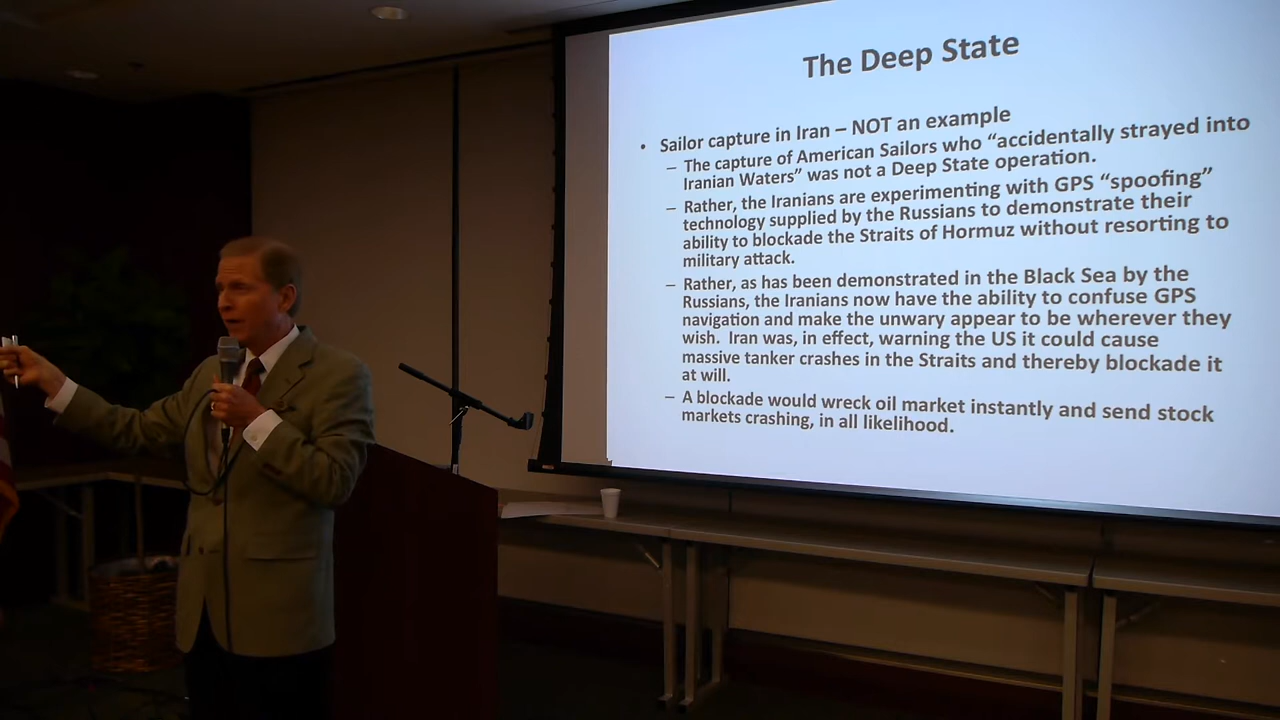 The Deep State
• Sailor capture in Iran – NOT an example
– The capture of American Sailors who “accidentally strayed into
Iranian Waters” was not a Deep State operation.
– Rather, the Iranians are experimenting with GPS “spoofing”
technology supplied by the Russians to demonstrate their
ability to blockade the Straits of Hormuz without resorting to
military attack.
– Rather, as has been demonstrated in the Black Sea by the
Russians, the Iranians now have the ability to confuse GPS
navigation and make the unwary appear to be wherever they
wish.  Iran was, in effect, warning the US it could cause
massive tanker crashes in the Straits and thereby blockade it
at will.
– A blockade would wreck oil market instantly and send stock
markets crashing, in all likelihood.